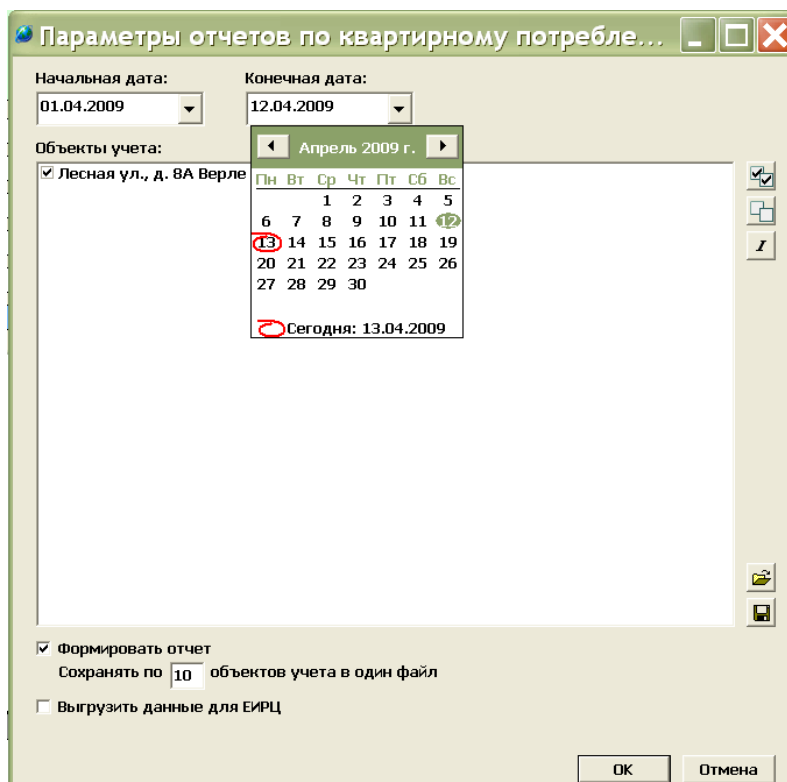 Параметры отчетов по квартирному потребле...
Начальная дата: Конечная дата:
01.04.2009 12.04.2009
Объекты учета:
Апрель 2009 г.
Лесная ул., д. 8А Верле
Пн Вт Ср Чт Пт Сб Вс
1 2 3 4 5
6 7 8 9 10 11 12
13 14 15 16 17 18 19
20 21 22 23 24 25 26
27 28 29 30
Сегодня: 13.04.2009
I
Формировать отчет
Сохранять по 10 объектов учета в один файл
Выгрузить данные для ЕИРЦ
OK Отмена